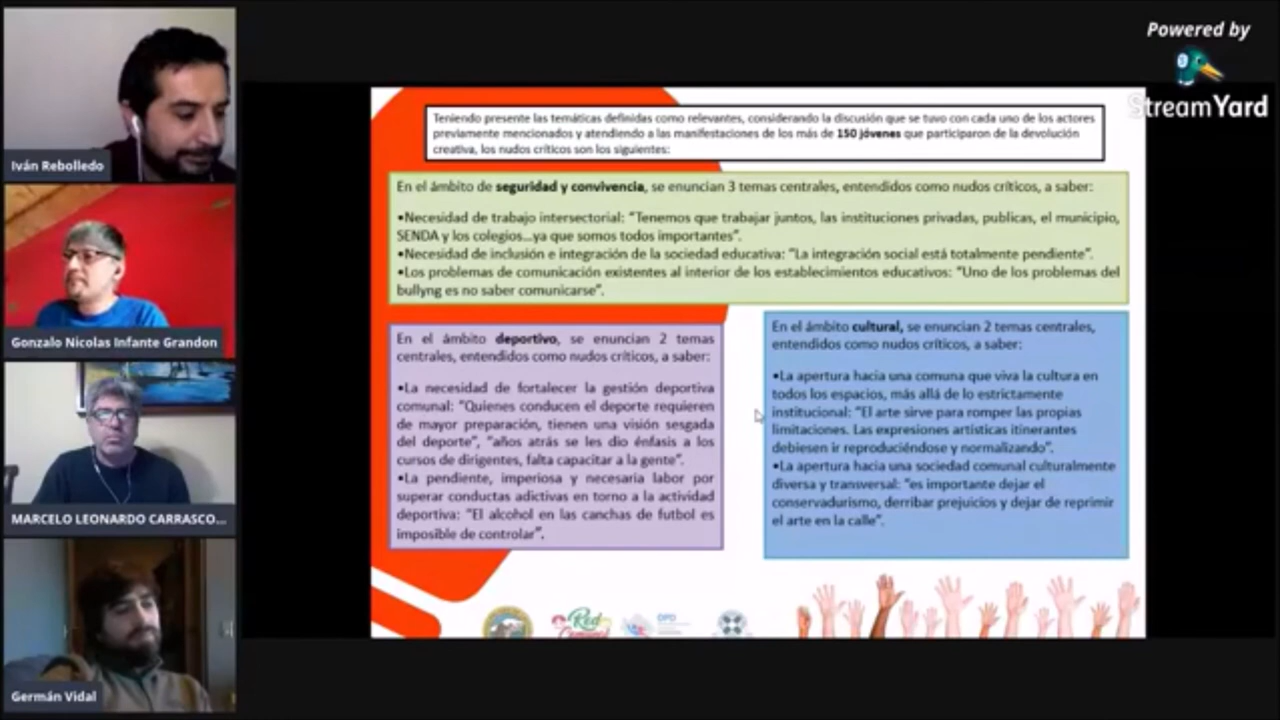 Powered by
StreamYard
Iván Rebolledo
Gonzalo Nicolas Infante Grandon
MARCELO LEONARDO CARRASCO...
Germán Vidal
Teniendo presente las temáticas definidas como relevantes, considerando la discusión que se tuvo con cada uno de los actores
previamente mencionados y atendiendo a las manifestaciones de los más de 150 jóvenes que participaron de la devolución
creativa, los nudos críticos son los siguientes:
En el ámbito de seguridad y convivencia, se enuncian 3 temas centrales, entendidos como nudos críticos, a saber:
•Necesidad de trabajo intersectorial: “Tenemos que trabajar juntos, las instituciones privadas, publicas, el municipio,
SENDA y los colegios...ya que somos todos importantes”.
•Necesidad de inclusión e integración de la sociedad educativa: “La integración social está totalmente pendiente”.
•Los problemas de comunicación existentes al interior de los establecimientos educativos: “Uno de los problemas del
bullyng es no saber comunicarse”.
En el ámbito deportivo, se enuncian 2 temas
centrales, entendidos como nudos críticos, a saber:
•La necesidad de fortalecer la gestión deportiva
comunal: “Quienes conducen el deporte requieren
de mayor preparación, tienen una visión sesgada
del deporte”, “años atrás se les dio énfasis a los
cursos de dirigentes, falta capacitar a la gente”.
•La pendiente, imperiosa y necesaria labor por
superar conductas adictivas en torno a la actividad
deportiva: “El alcohol en las canchas de futbol es
imposible de controlar”.
En el ámbito cultural, se enuncian 2 temas centrales,
entendidos como nudos críticos, a saber:
•La apertura hacia una comuna que viva la cultura en
todos los espacios, más allá de lo estrictamente
institucional: “El arte sirve para romper las propias
limitaciones. Las expresiones artísticas itinerantes
debiesen ir reproduciéndose y normalizando”.
•La apertura hacia una sociedad comunal culturalmente
diversa y transversal: “es importante dejar el
conservadurismo, derribar prejuicios y dejar de reprimir
el arte en la calle”.
Red